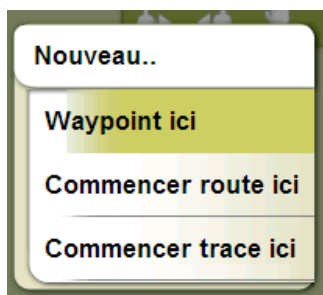 Nouveau..
Waypoint ici
Commencer route ici
Commencer trace ici